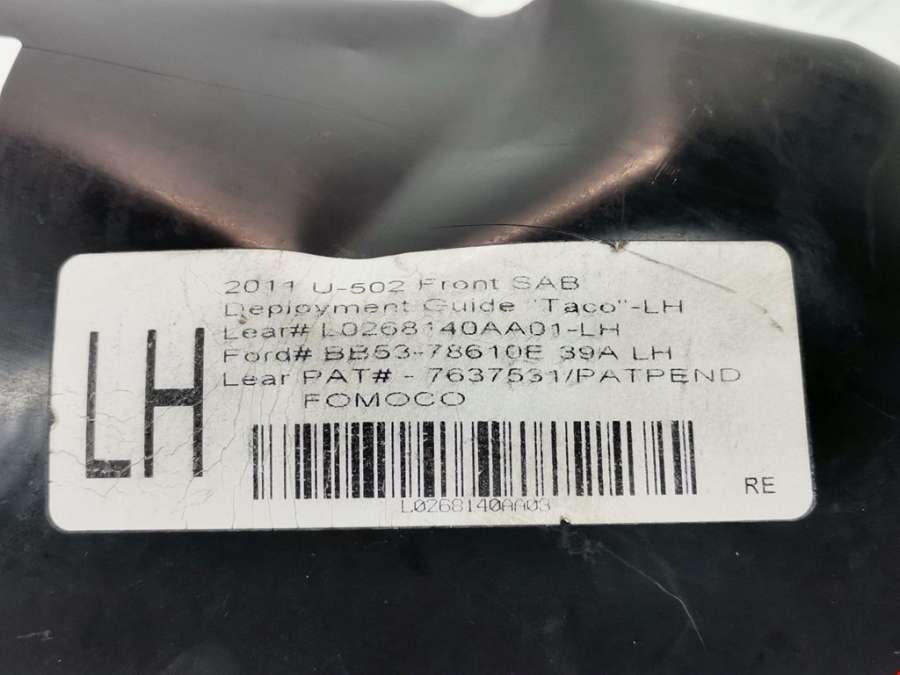 LH
2011 U-502 Front SAB
Deployment Guide "Taco"-LH
Lear# L0268140AA01-LH
Ford# BB53-78610E 39A LH
Lear PAT# - 7637531/PATPEND
FOMOCO
L0268140AA03
RE